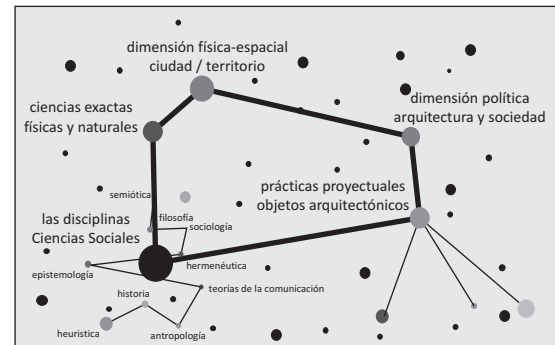 dimensión física-espacial
ciudad / territorio
ciencias exactas
físicas y naturales
dimensión política
arquitectura y sociedad
prácticas proyectuales
objetos arquitectónicos
semiótica
filosofía
sociología
las disciplinas
Ciencias Sociales
hermenéutica
epistemología
teorías de la comunicación
historia
heuristica
antropología